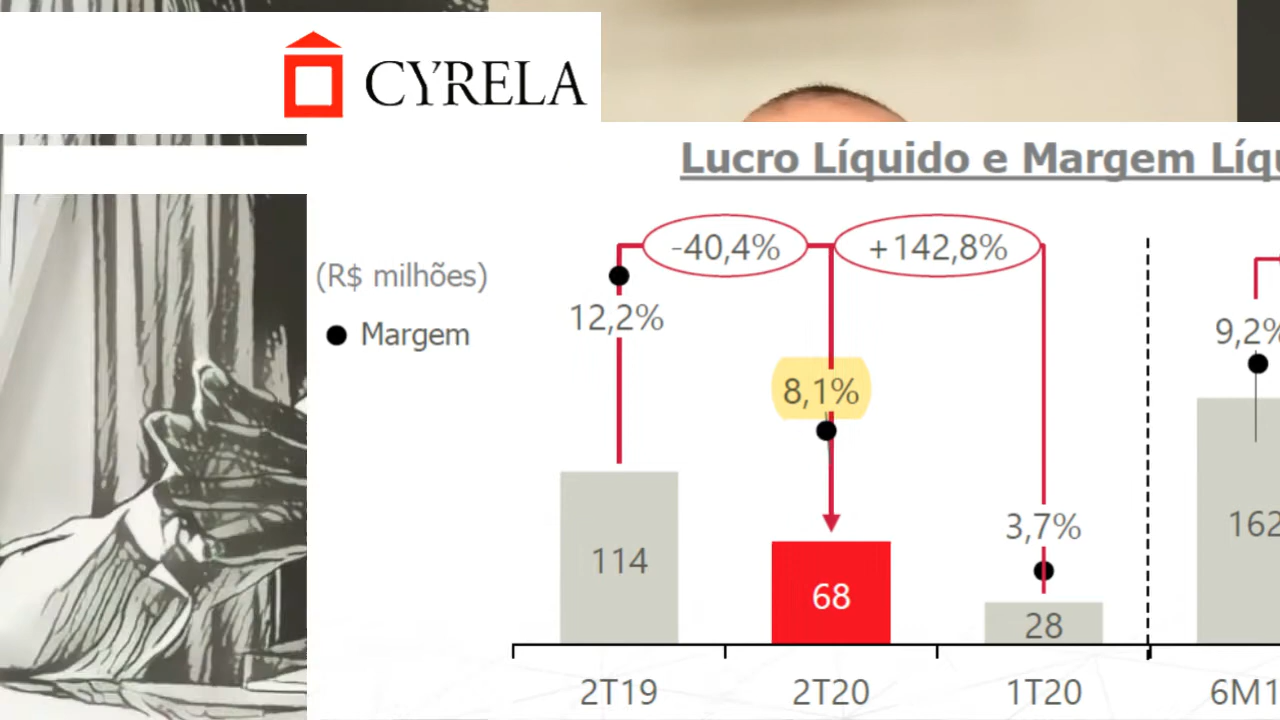 CYRELA
Lucro Líquido e Margem Líqu
-40,4%
+142,8%
(R$ milhões)
Margem
12,2%
8,1%
3,7%
9,2%
114
68
28
162
2T19
2T20
1T20
6M1